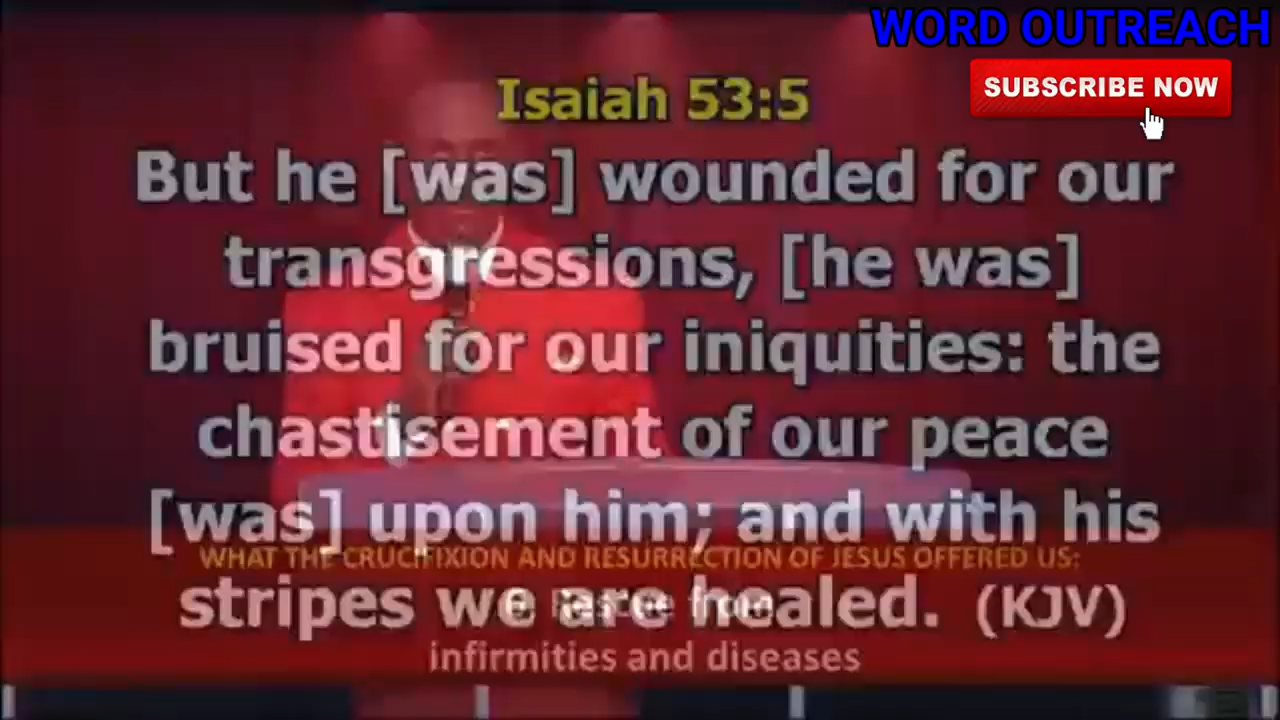 WORD OUTREACH
SUBSCRIBE NOW
Isaiah 53:5
But he [was] wounded for our
transgressions, [he was]
bruised for our iniquities: the
chastisement of our peace
[was] upon him; and with his
WHAT THE CRUCIFIXION AND RESURRECTION OF JESUS OFFERED US:
stripes we are healed. (KJV)
Rescue from
infirmities and diseases